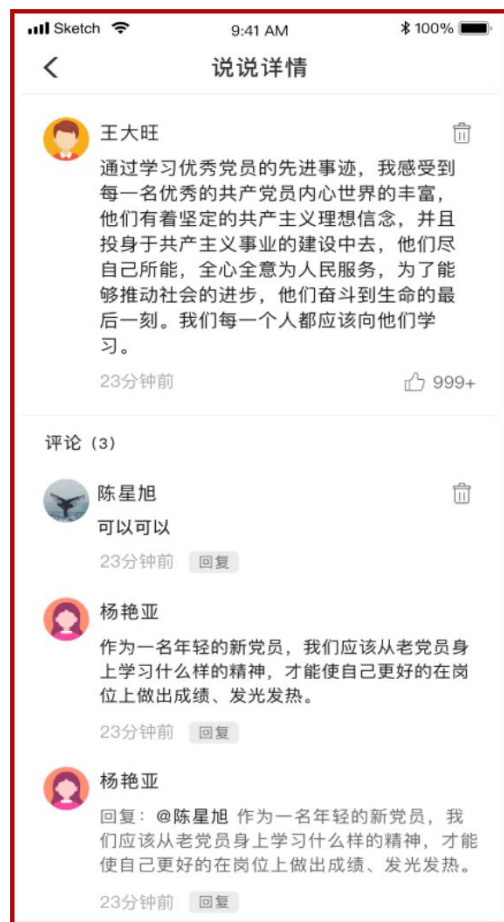 Sketch 9:41 AM 100%
说说详情
王大旺
通过学习优秀党员的先进事迹，我感受到
每一名优秀的共产党员内心世界的丰富，
他们有着坚定的共产主义理想信念，并且
投身于共产主义事业的建设中去，他们尽
自己所能，全心全意为人民服务，为了能
够推动社会的进步，他们奋斗到生命的最
后一刻。我们每一个人都应该向他们学
习。
23分钟前 999+
评论（3）
陈星旭
可以可以
23分钟前 回复
杨艳亚
作为一名年轻的新党员，我们应该从老党员身
上学习什么样的精神，才能使自己更好的在岗
位上做出成绩、发光发热。
23分钟前 回复
杨艳亚
回复：@陈星旭 作为一名年轻的新党员，我
们应该从老党员身上学习什么样的精神，才能
使自己更好的在岗位上做出成绩、发光发热。
23分钟前 回复